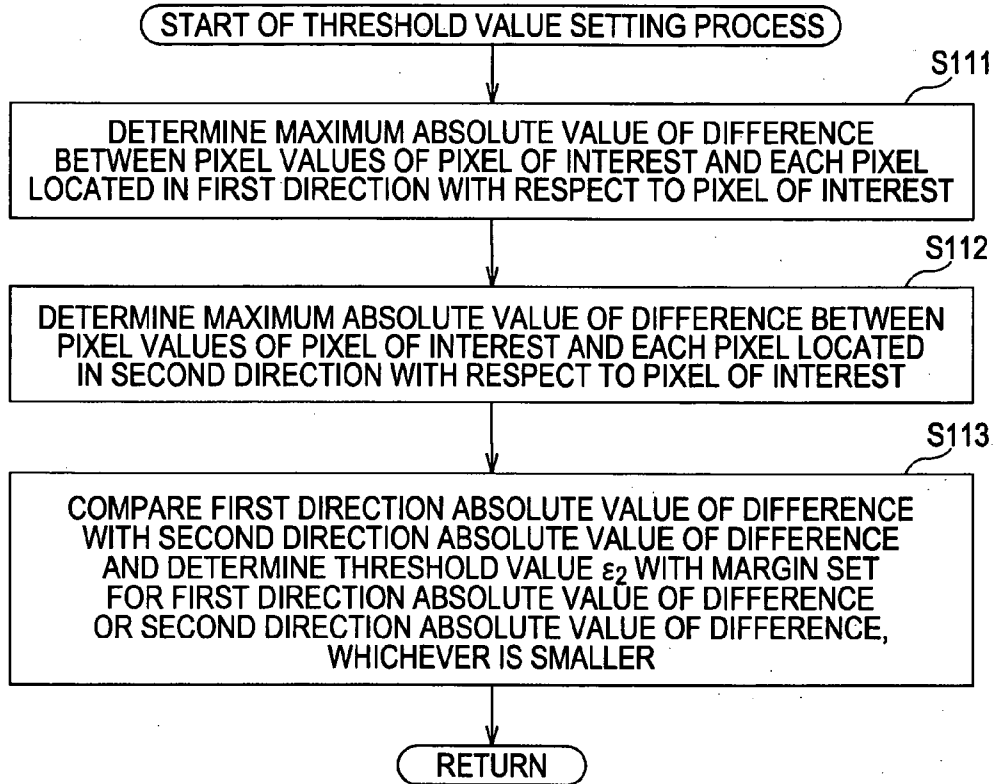 START OF THRESHOLD VALUE SETTING PROCESS
S111
DETERMINE MAXIMUM ABSOLUTE VALUE OF DIFFERENCE
BETWEEN PIXEL VALUES OF PIXEL OF INTEREST AND EACH PIXEL
LOCATED IN FIRST DIRECTION WITH RESPECT TO PIXEL OF INTEREST
S112
DETERMINE MAXIMUM ABSOLUTE VALUE OF DIFFERENCE BETWEEN
PIXEL VALUES OF PIXEL OF INTEREST AND EACH PIXEL LOCATED
IN SECOND DIRECTION WITH RESPECT TO PIXEL OF INTEREST
S113
COMPARE FIRST DIRECTION ABSOLUTE VALUE OF DIFFERENCE
WITH SECOND DIRECTION ABSOLUTE VALUE OF DIFFERENCE
AND DETERMINE THRESHOLD VALUE ε₂ WITH MARGIN SET
FOR FIRST DIRECTION ABSOLUTE VALUE OF DIFFERENCE
OR SECOND DIRECTION ABSOLUTE VALUE OF DIFFERENCE,
WHICHEVER IS SMALLER
RETURN